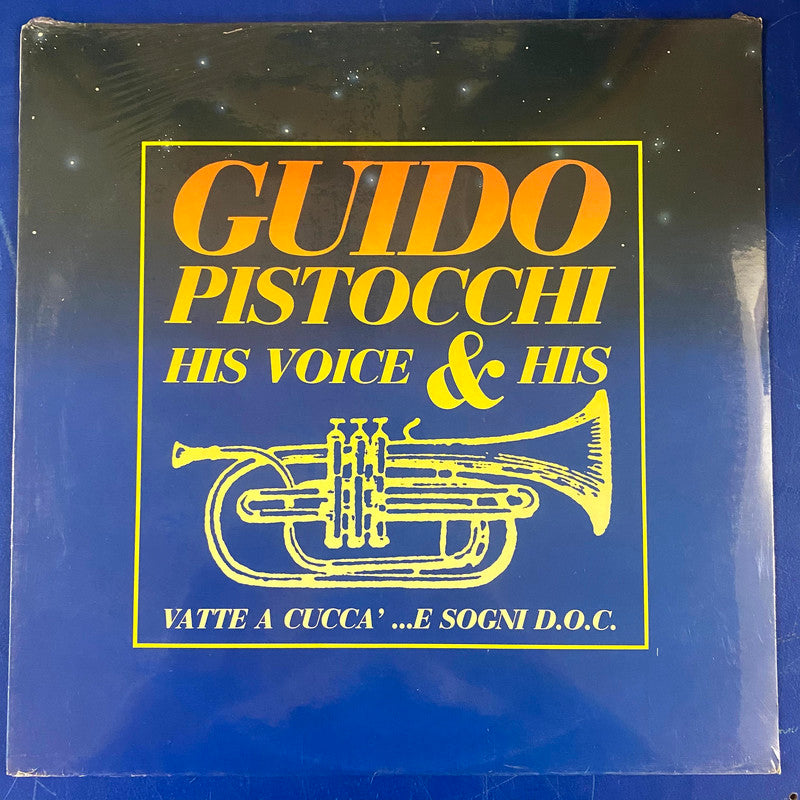 GUIDO
PISTOCCHI
HIS VOICE & HIS
VATTE A CUCCA' ...E SOGNI D.O.C.